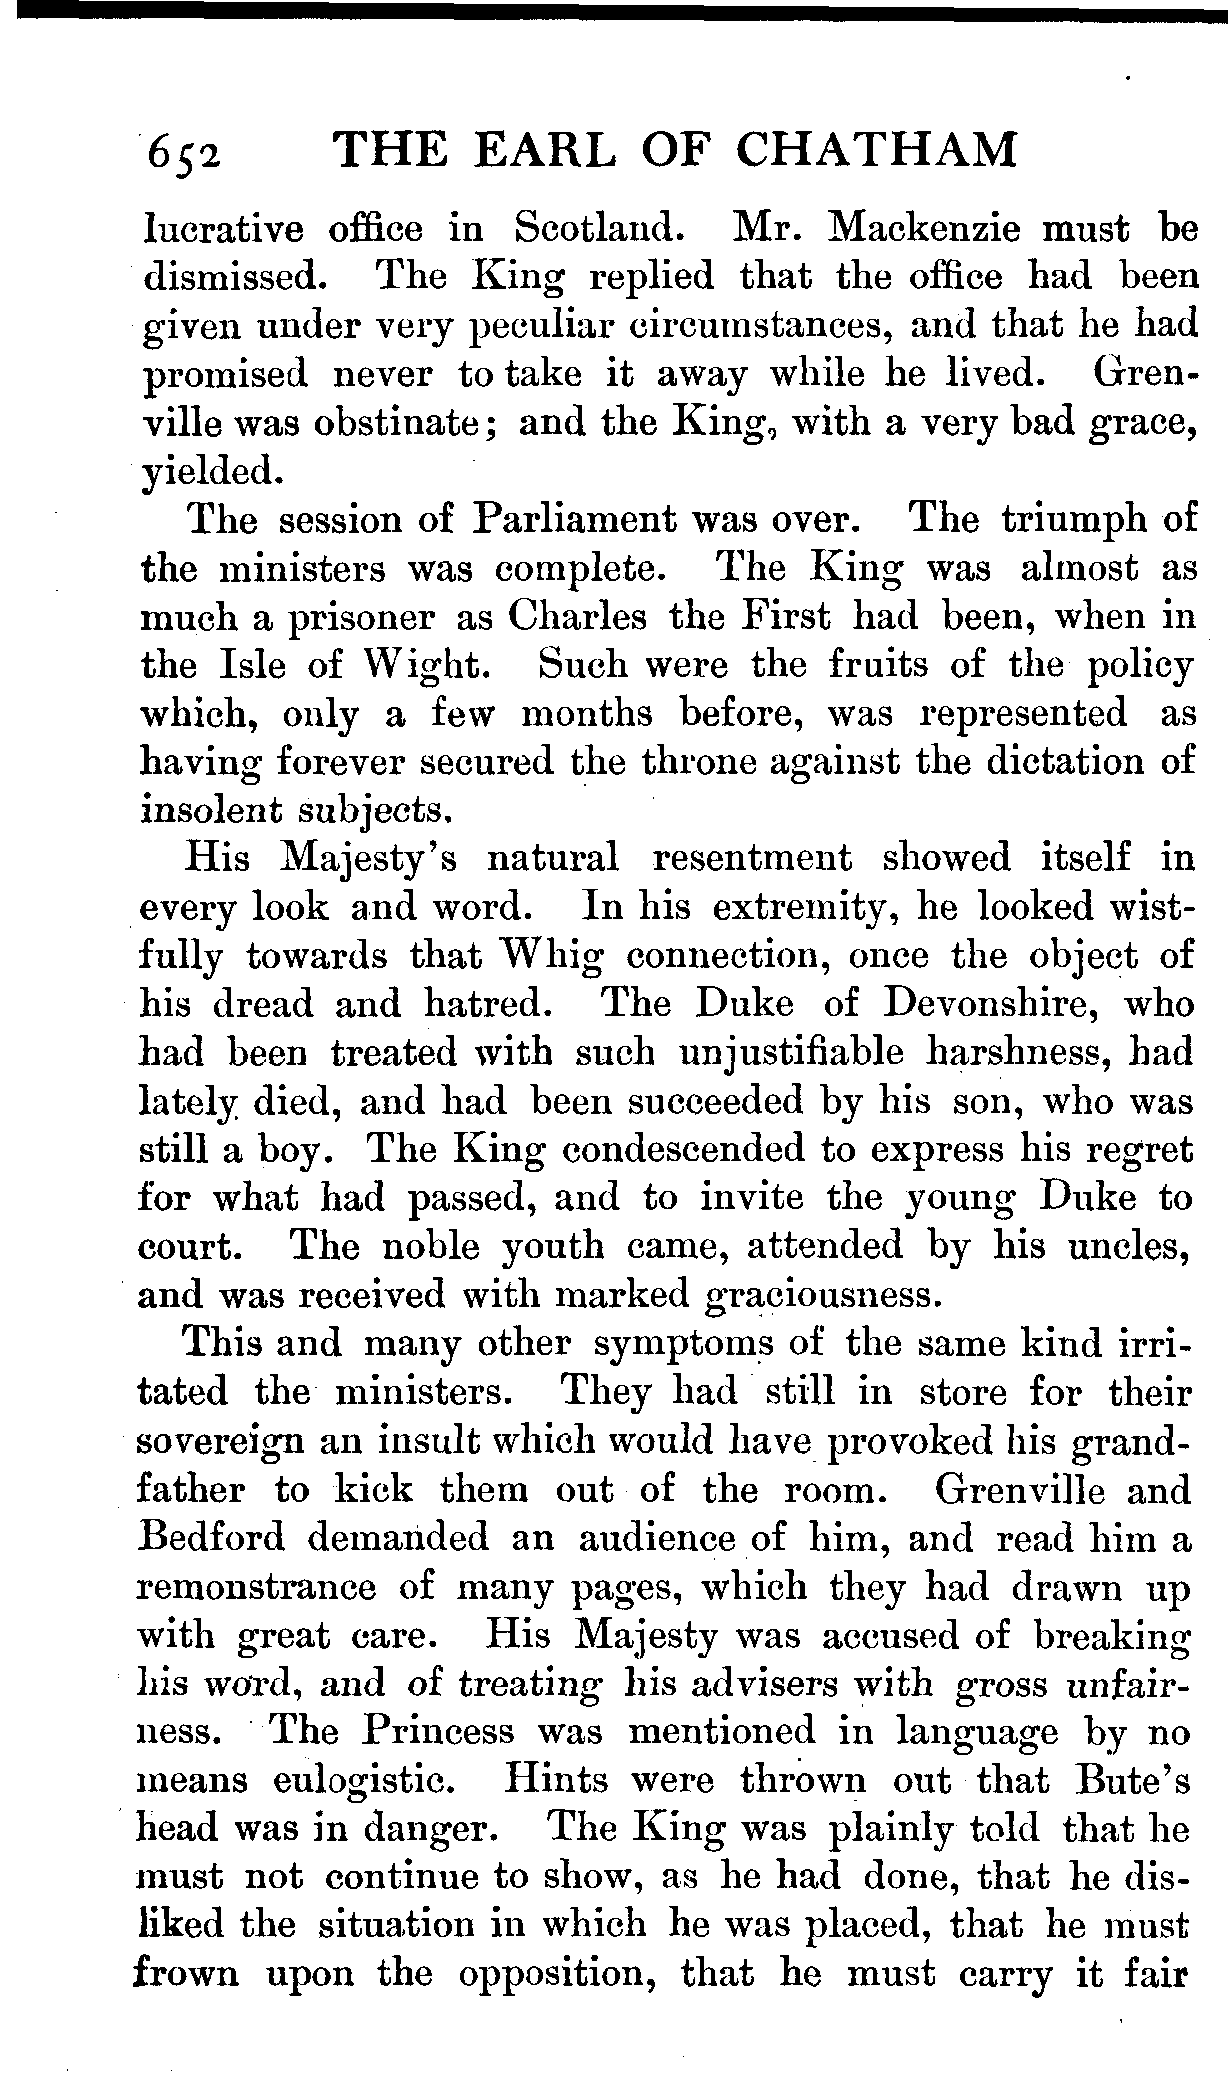 652 THE EARL OF CHATHAM
lucrative office in Scotland. Mr. Mackenzie must be
dismissed. The King replied that the office had been
given under very peculiar circumstances, and that he had
promised never to take it away while he lived. Gren-
ville was obstinate; and the King, with a very bad grace,
yielded.
The session of Parliament was over. The triumph of
the ministers was complete. The King was almost as
much a prisoner as Charles the First had been, when in
the Isle of Wight. Such were the fruits of the policy
which, only a few months before, was represented as
having forever secured the throne against the dictation of
insolent subjects.
His Majesty's natural resentment showed itself in
every look and word. In his extremity, he looked wist-
fully towards that Whig connection, once the object of
his dread and hatred. The Duke of Devonshire, who
had been treated with such unjustifiable harshness, had
lately died, and had been succeeded by his son, who was
still a boy. The King condescended to express his regret
for what had passed, and to invite the young Duke to
court. The noble youth came, attended by his uncles,
and was received with marked graciousness.
This and many other symptoms of the same kind irri-
tated the ministers. They had still in store for their
sovereign an insult which would have provoked his grand-
father to kick them out of the room. Grenville and
Bedford demanded an audience of him, and read him a
remonstrance of many pages, which they had drawn up
with great care. His Majesty was accused of breaking
his word, and of treating his advisers with gross unfair-
ness. The Princess was mentioned in language by no
means eulogistic. Hints were thrown out that Bute's
head was in danger. The King was plainly told that he
must not continue to show, as he had done, that he dis-
liked the situation in which he was placed, that he must
frown upon the opposition, that he must carry it fair